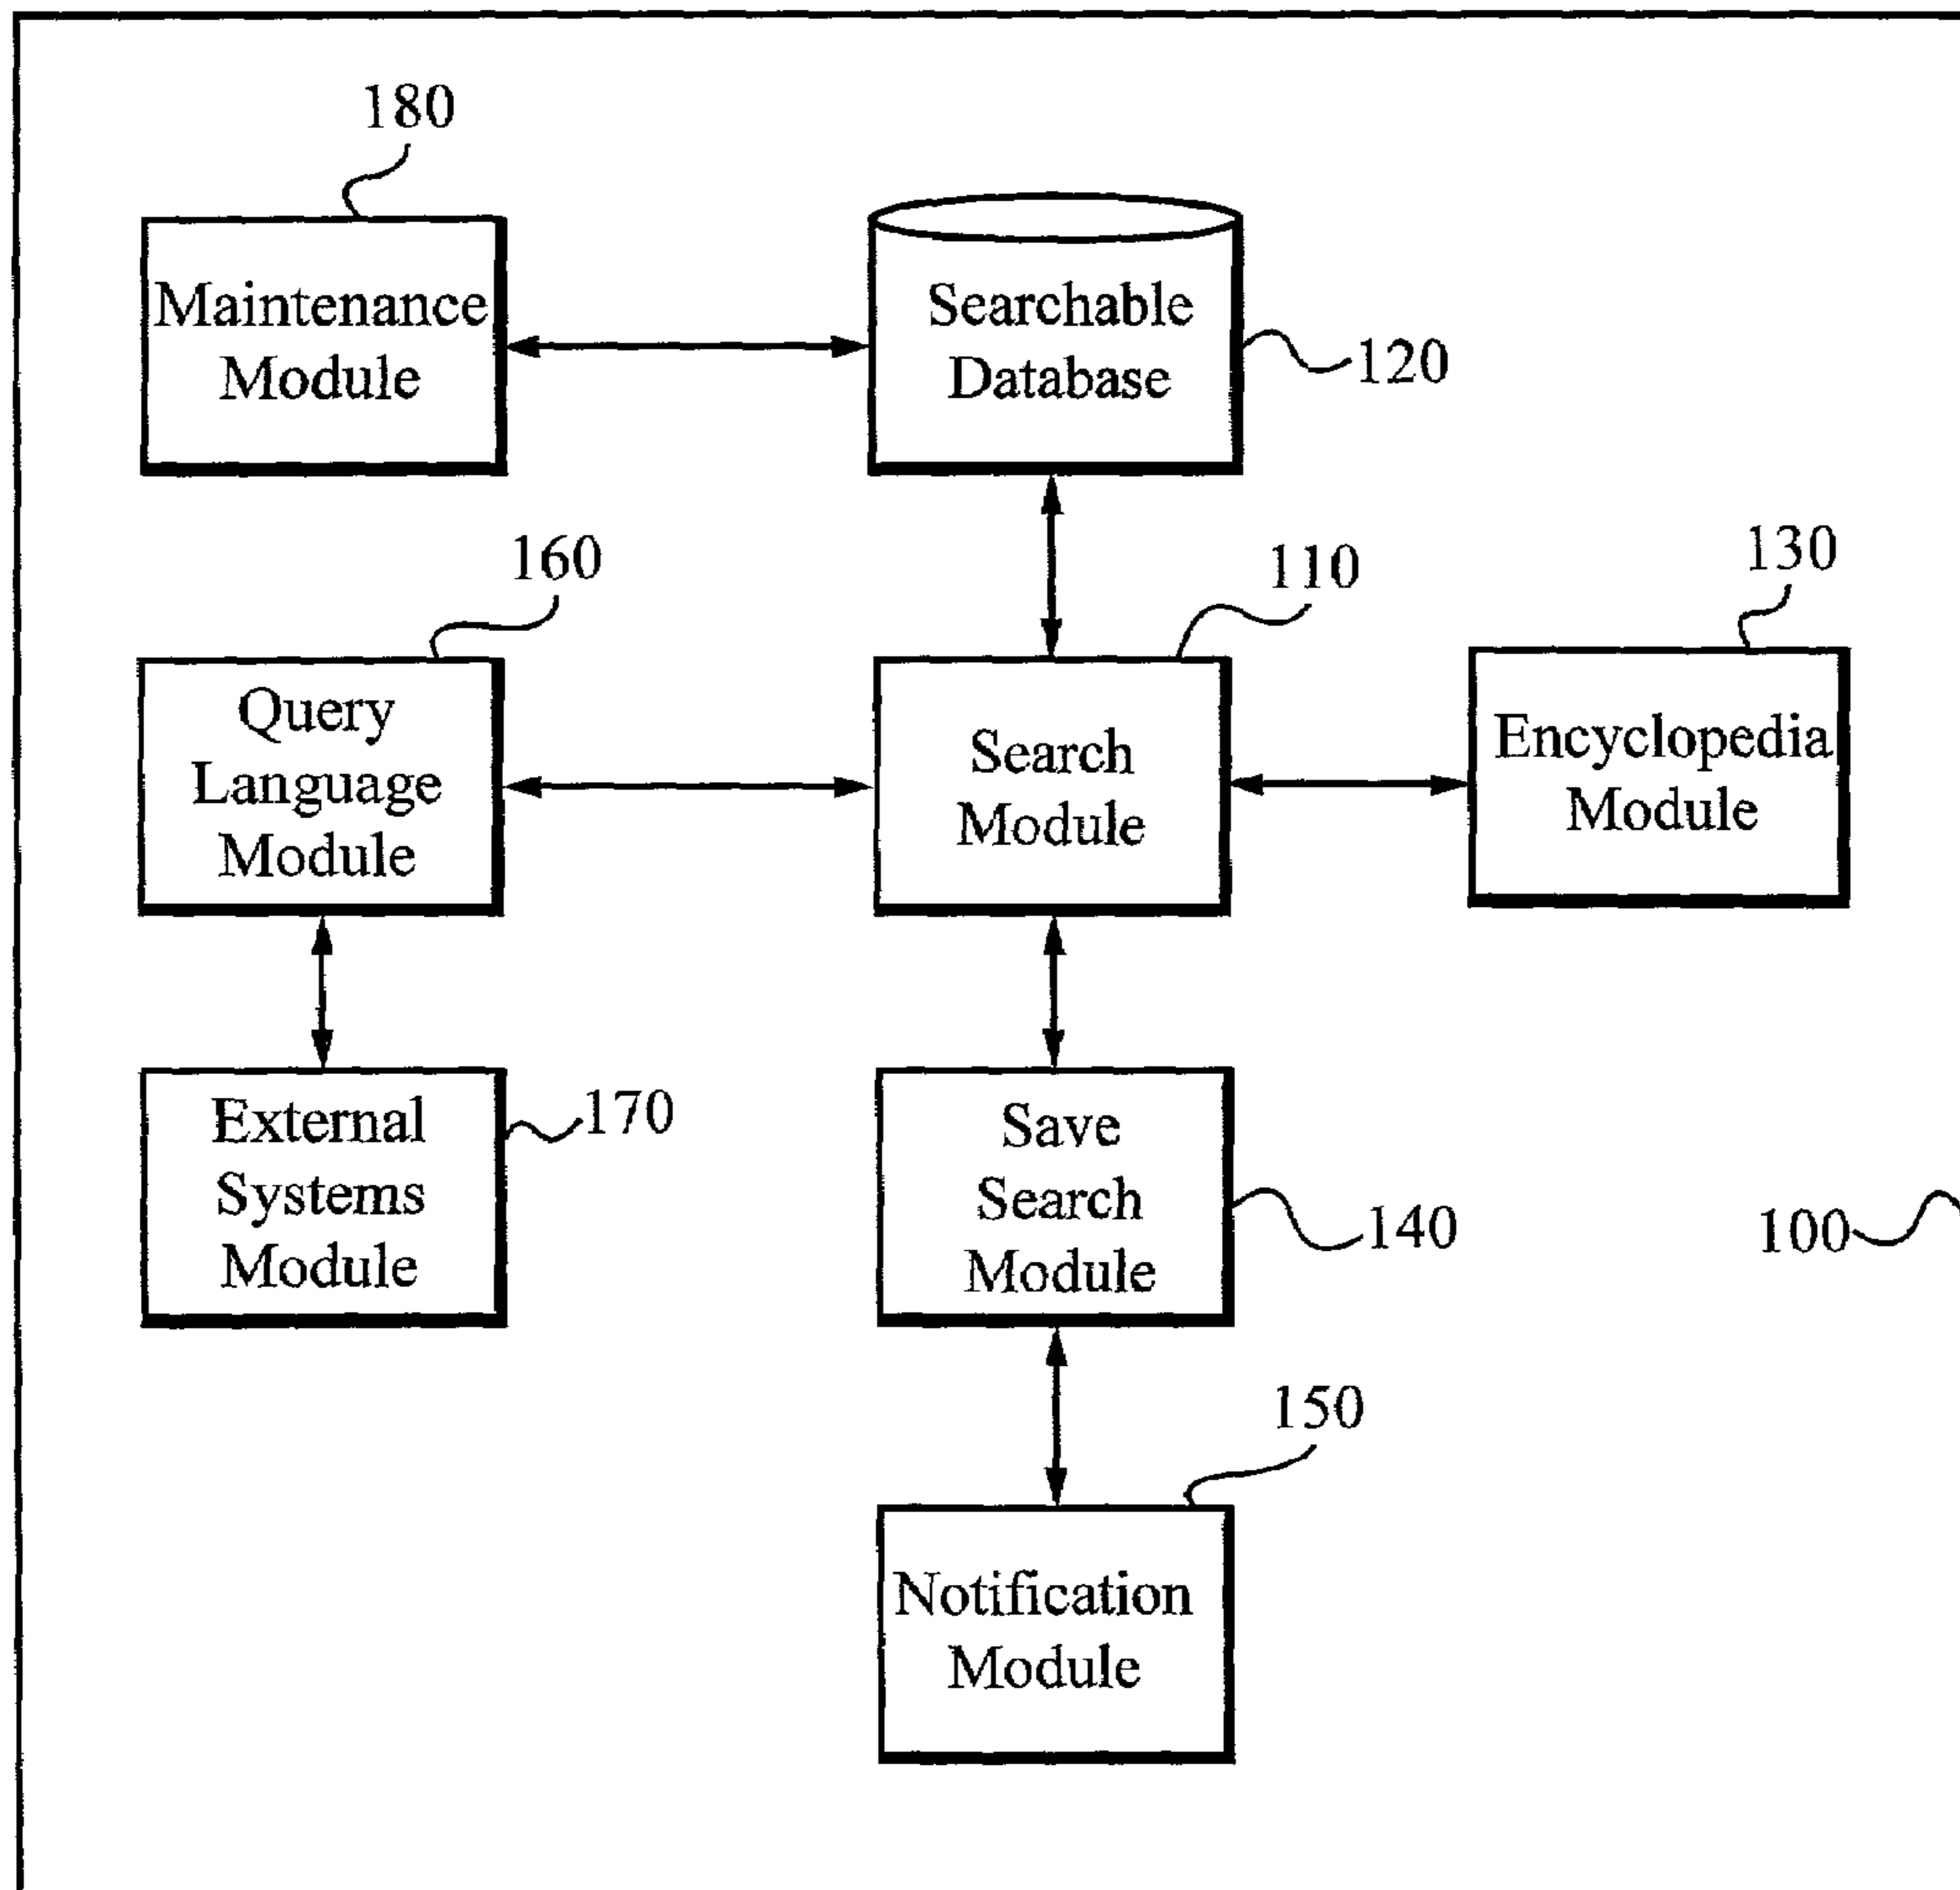 180
Maintenance
Module
Searchable
Database
120
160
110
130
Query
Language
Module
Search
Module
Encyclopedia
Module
External
Systems
Module
170
Save
Search
Module
140
100
150
Notification
Module